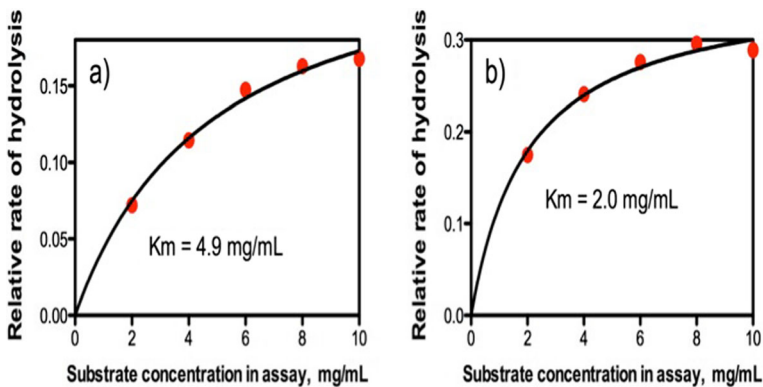 Relative rate of hydrolysis
a)
0.15
0.10
0.05
0.00
Km = 4.9 mg/mL
0 2 4 6 8 10
Substrate concentration in assay, mg/mL
Relative rate of hydrolysis
b)
0.3
0.2
0.1
0.0
Km = 2.0 mg/mL
0 2 4 6 8 10
Substrate concentration in assay, mg/mL